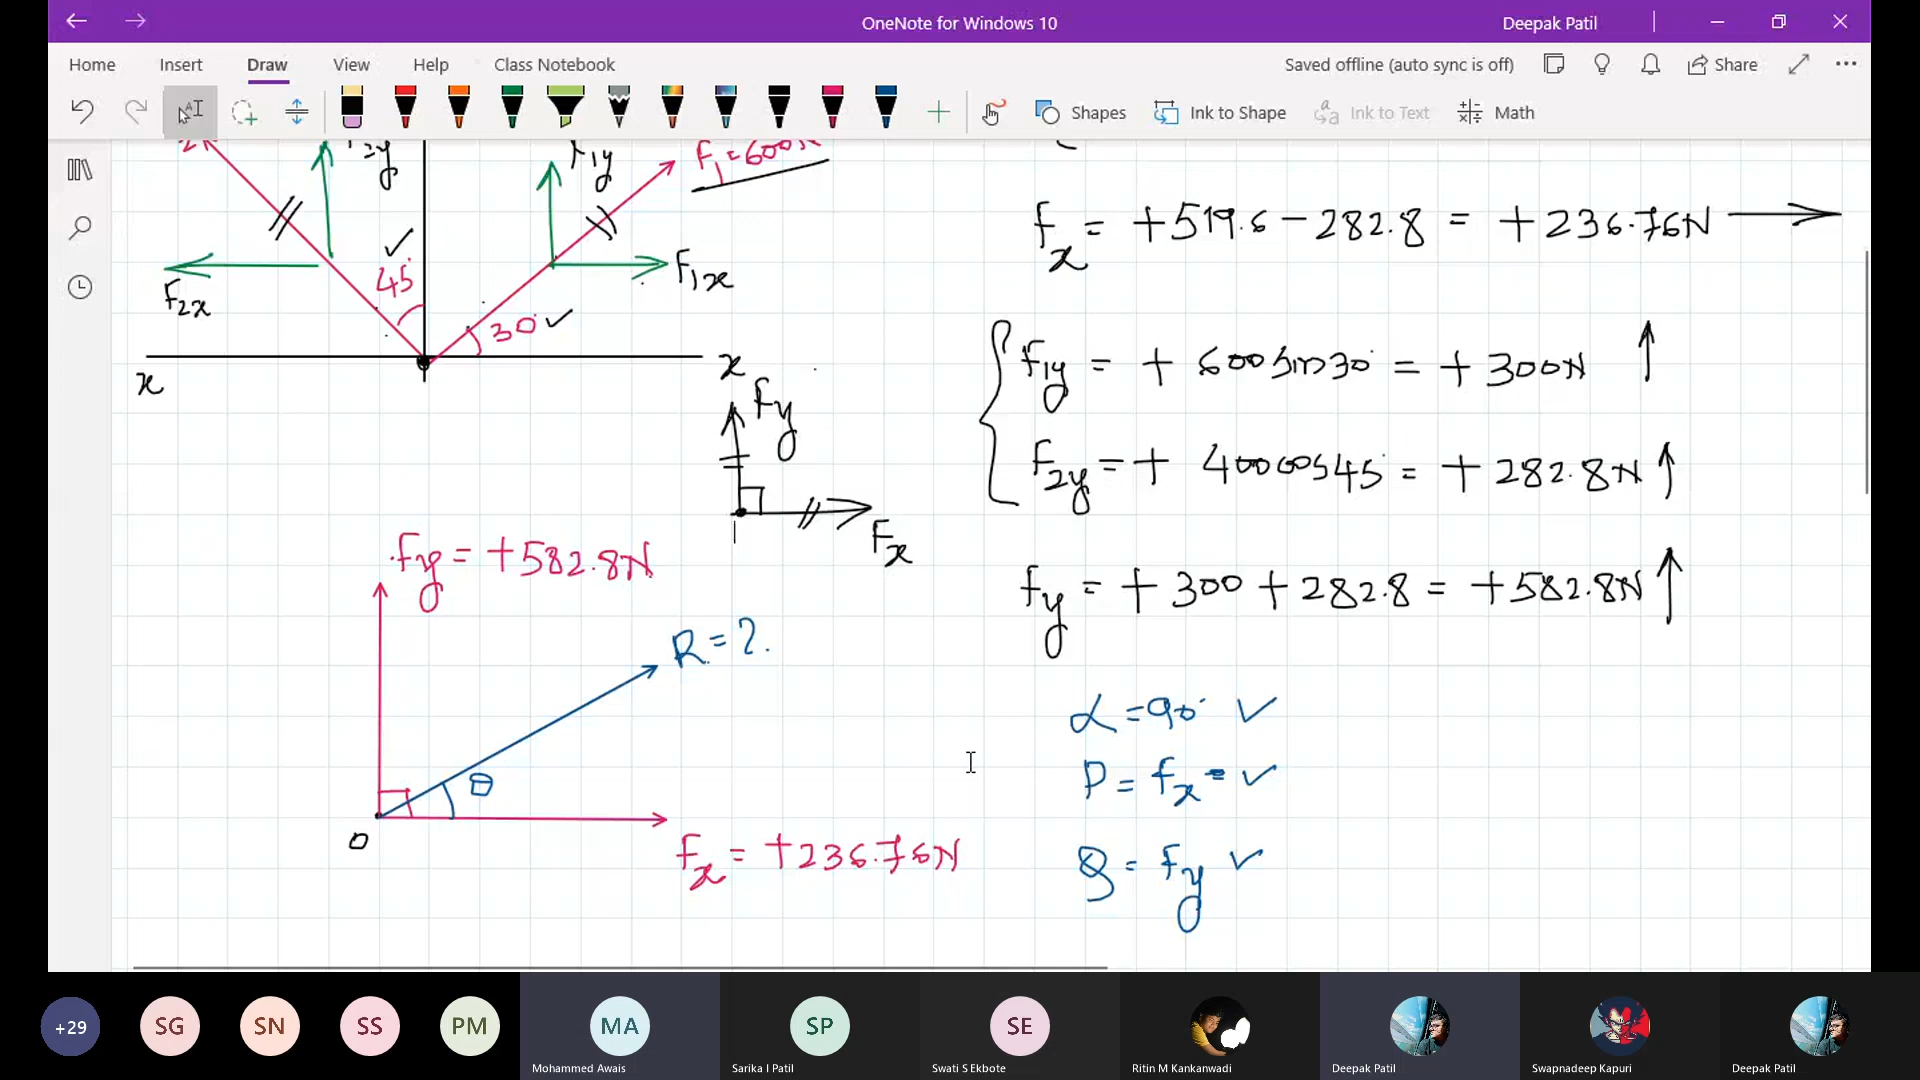 OneNote for Windows 10
Deepak Patil
Home Insert Draw View Help Class Notebook
Saved offline (auto sync is off) Share
Shapes Ink to Shape Ink to Text Math
F2y
F1y
F1=600N
45°
30°
F2x
F1x
x
x
Fy
Fx
Fy = +582.8N
R = ?
θ
O
Fx = +236.76N
Fx = +519.6 - 282.8 = +236.76N
F1y = + 600sin30° = + 300N ↑
F2y = + 400cos45° = + 282.8N ↑
Fy = + 300 + 282.8 = +582.8N ↑
α = 90° ✓
P = Fx - ✓
Q = Fy ✓
+29 SG SN SS PM MA SP SE
Mohammed Awais
Sarika I Patil
Swati S Ekbote
Ritin M Kankanwadi
Deepak Patil
Swapnadeep Kapuri
Deepak Patil